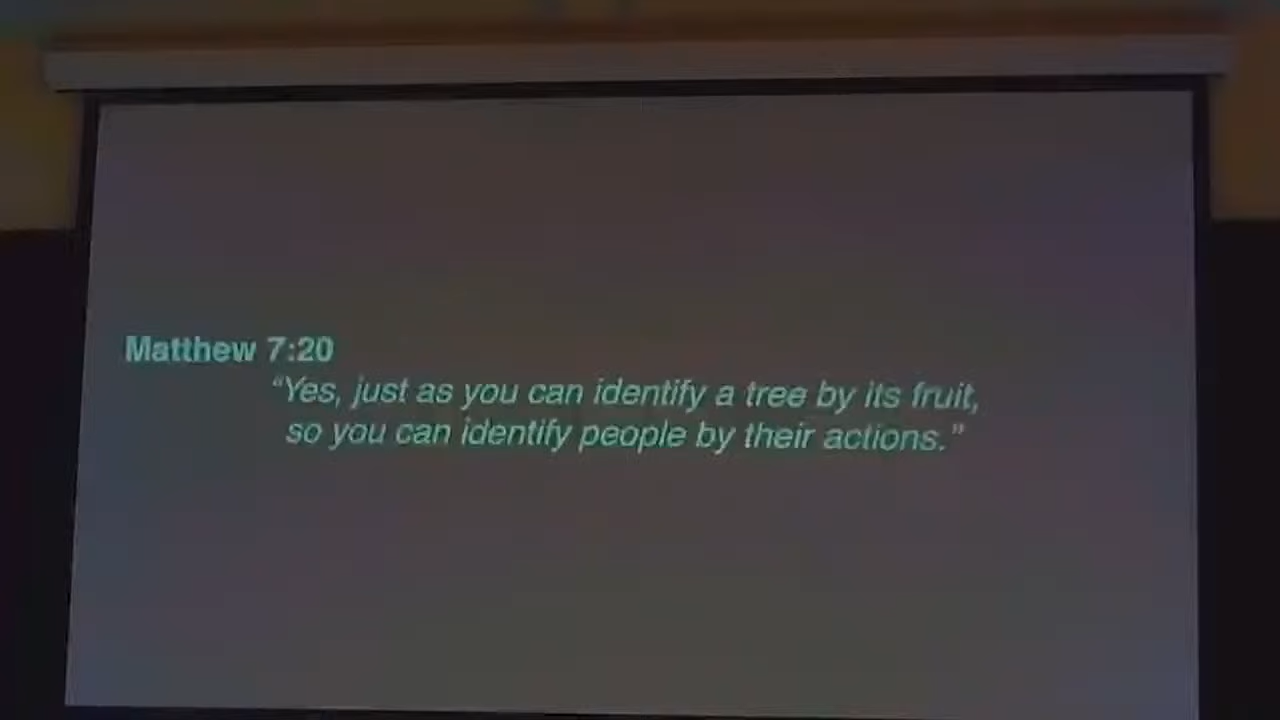 Matthew 7:20
“Yes, just as you can identify a tree by its fruit,
so you can identify people by their actions.”